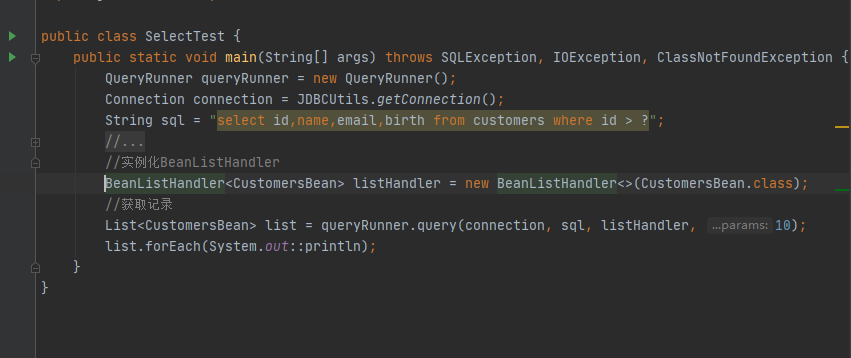 public class SelectTest {
public static void main(String[] args) throws SQLException, IOException, ClassNotFoundException {
QueryRunner queryRunner = new QueryRunner();
Connection connection = JDBCUtils.getConnection();
String sql = "select id,name,email,birth from customers where id > ?";
//...
//实例化BeanListHandler
BeanListHandler<CustomersBean> listHandler = new BeanListHandler<>(CustomersBean.class);
//获取记录
List<CustomersBean> list = queryRunner.query(connection, sql, listHandler, ...params: 10);
list.forEach(System.out::println);
}
}